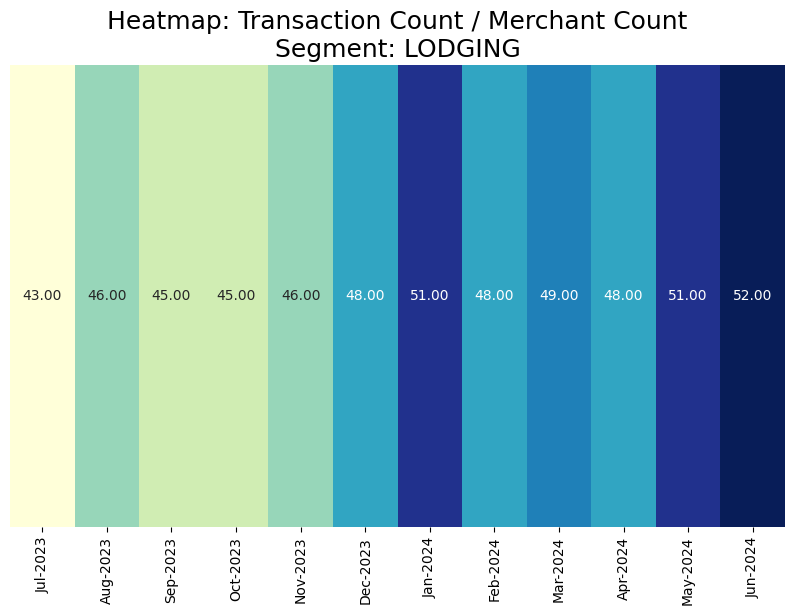 Heatmap: Transaction Count / Merchant Count
Segment: LODGING
43.00 46.00 45.00 45.00 46.00 48.00 51.00 48.00 49.00 48.00 51.00 52.00
Jul-2023 Aug-2023 Sep-2023 Oct-2023 Nov-2023 Dec-2023 Jan-2024 Feb-2024 Mar-2024 Apr-2024 May-2024 Jun-2024